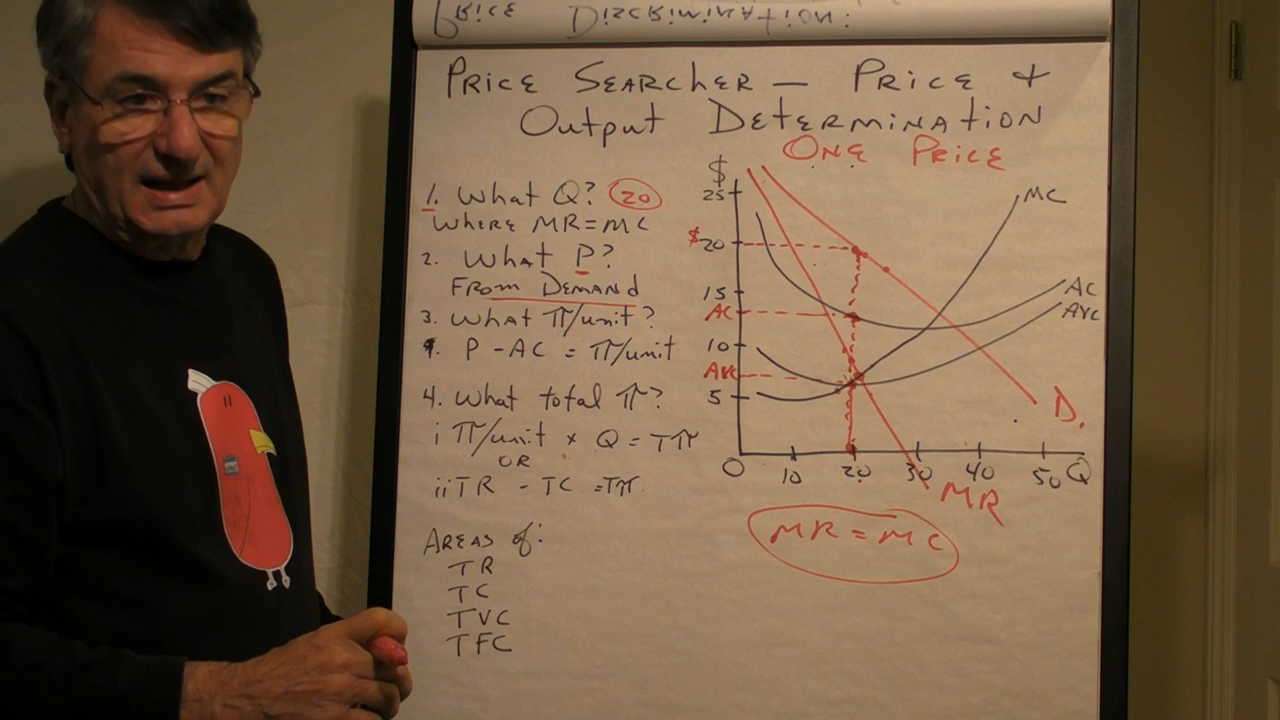 PRICE DISCRIMINATION:
PRICE SEARCHER — PRICE +
OUTPUT DETERMINATION
ONE PRICE
1. WHAT Q? 20
WHERE MR=MC
2. WHAT P?
FROM DEMAND
3. WHAT π/unit?
P - AC = π/unit
4. WHAT total π?
i π/unit x Q = Tπ
OR
ii TR - TC = Tπ
AREAS of:
TR
TC
TVC
TFC
$
25
$20
15
AC
10
AVC
5
0 10 20 30 40 50 Q
MC
AC
AVC
D.
MR
MR = MC